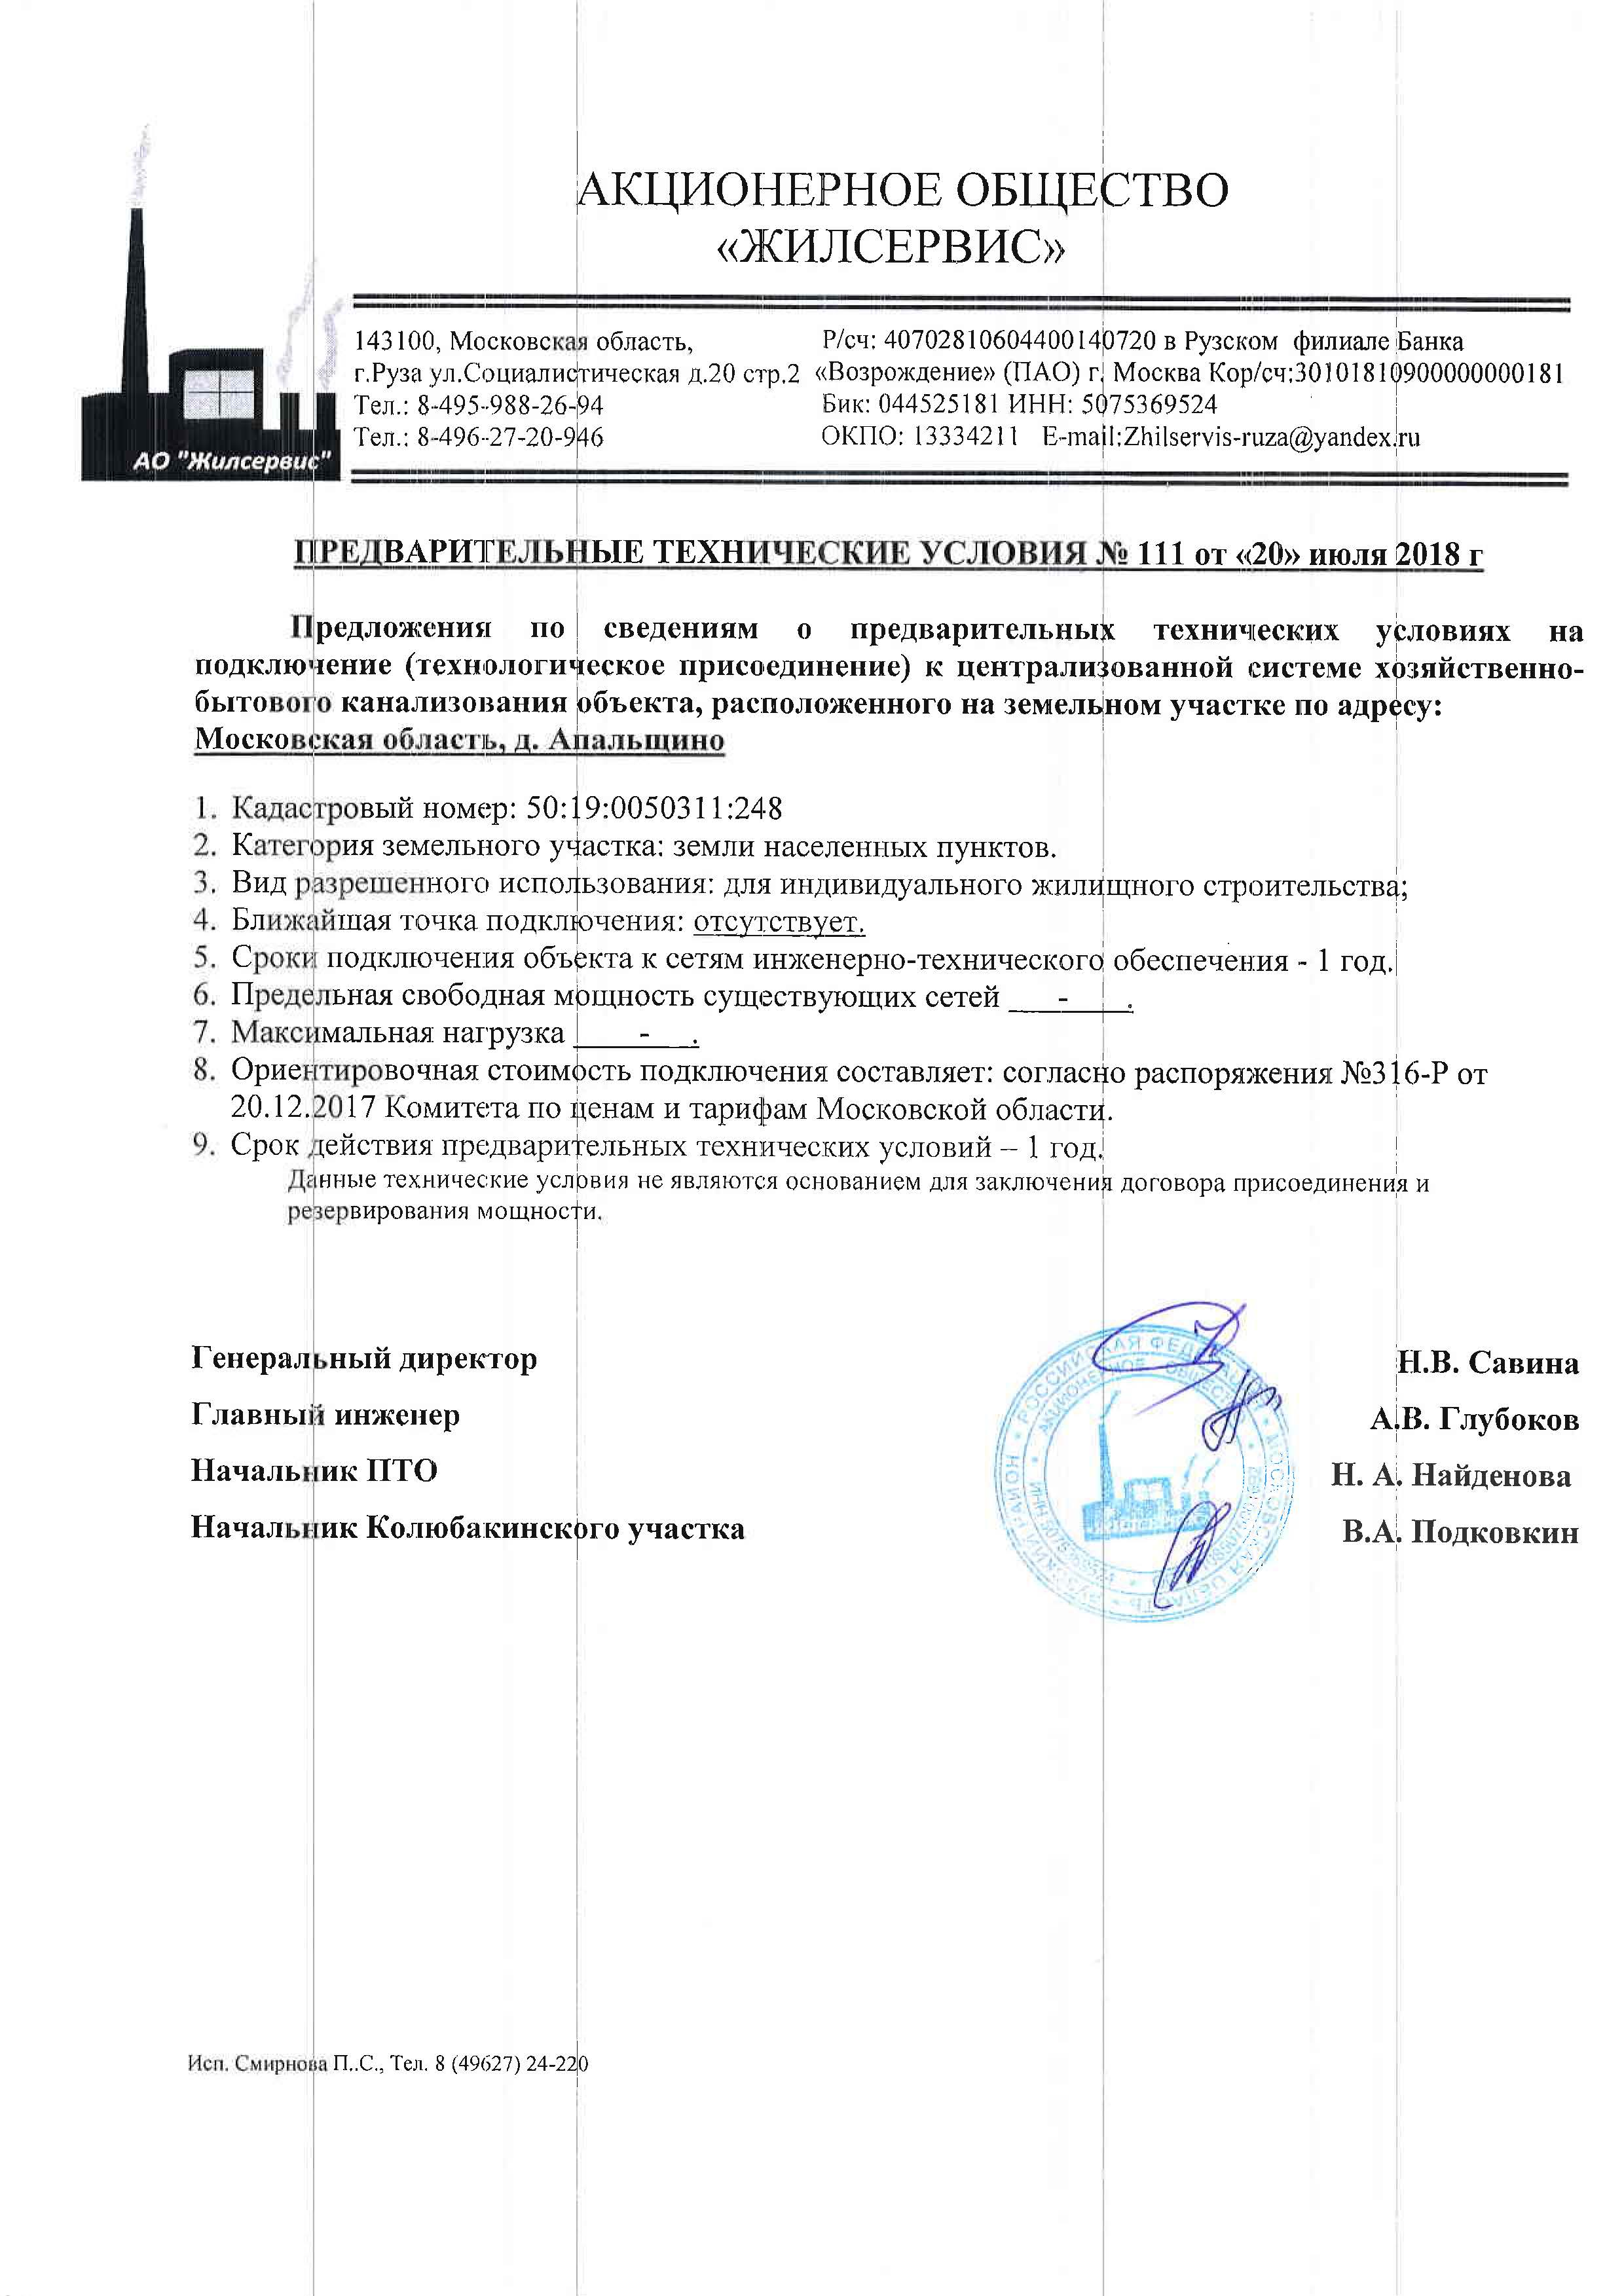 АКЦИОНЕРНОЕ ОБЩЕСТВО
«ЖИЛСЕРВИС»
АО "Жилсервис"
143100, Московская область,
г.Руза ул.Социалистическая д.20 стр.2
Тел.: 8-495-988-26-94
Тел.: 8-496-27-20-946
Р/сч: 40702810604400140720 в Рузском филиале Банка
«Возрождение» (ПАО) г. Москва Кор/сч:30101810900000000181
Бик: 044525181 ИНН: 5075369524
ОКПО: 13334211 E-mail:Zhilservis-ruza@yandex.ru
ПРЕДВАРИТЕЛЬНЫЕ ТЕХНИЧЕСКИЕ УСЛОВИЯ № 111 от «20» июля 2018 г
Предложения по сведениям о предварительных технических условиях на
подключение (технологическое присоединение) к централизованной системе хозяйственно-
бытового канализования объекта, расположенного на земельном участке по адресу:
Московская область, д. Апальщино
1. Кадастровый номер: 50:19:0050311:248
2. Категория земельного участка: земли населенных пунктов.
3. Вид разрешенного использования: для индивидуального жилищного строительства;
4. Ближайшая точка подключения: отсутствует.
5. Сроки подключения объекта к сетям инженерно-технического обеспечения - 1 год.
6. Предельная свободная мощность существующих сетей ___-____.
7. Максимальная нагрузка ____-___.
8. Ориентировочная стоимость подключения составляет: согласно распоряжения №316-Р от
20.12.2017 Комитета по ценам и тарифам Московской области.
9. Срок действия предварительных технических условий – 1 год.
Данные технические условия не являются основанием для заключения договора присоединения и
резервирования мощности.
Генеральный директор Н.В. Савина
Главный инженер А.В. Глубоков
Начальник ПТО Н. А. Найденова
Начальник Колюбакинского участка В.А. Подковкин
РОССИЙСКАЯ ФЕДЕРАЦИЯ * МОСКОВСКАЯ ОБЛАСТЬ * РУЗСКИЙ РАЙОН
АКЦИОНЕРНОЕ ОБЩЕСТВО
Исп. Смирнова П..С., Тел. 8 (49627) 24-220